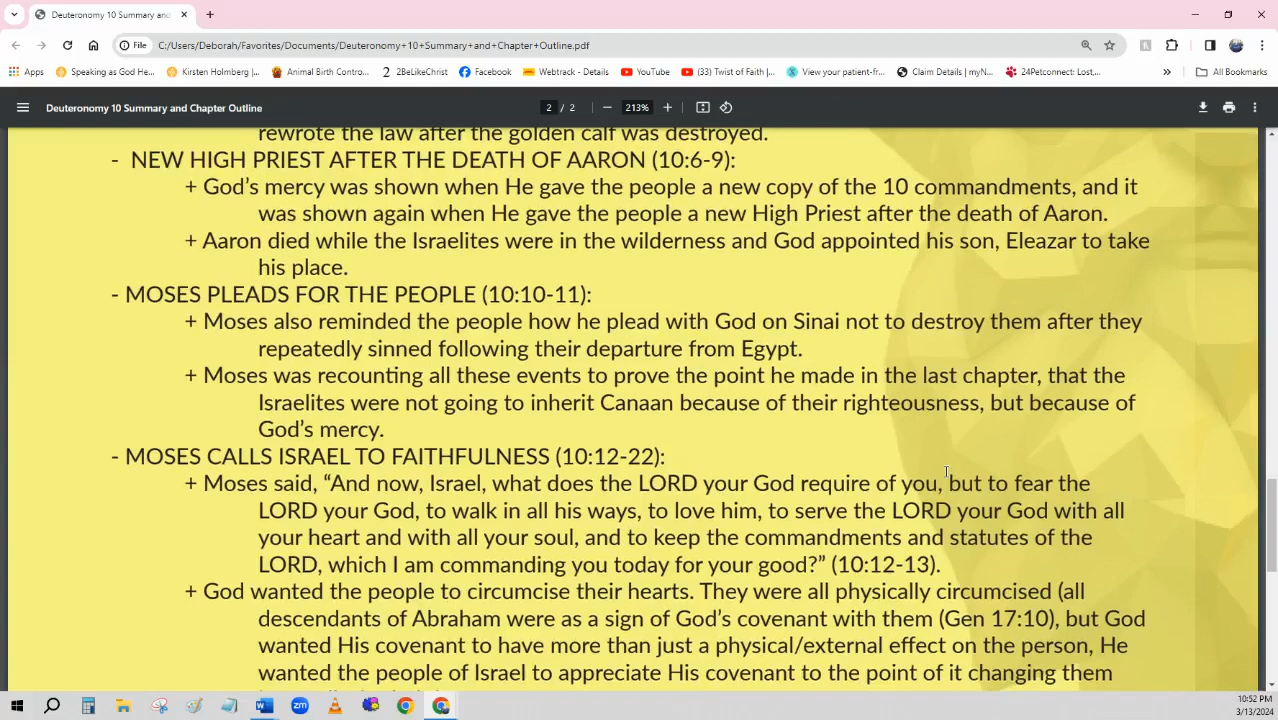 Deuteronomy 10 Summary and Ch
File
C:/Users/Deborah/Favorites/Documents/Deuteronomy+10+Summary+and+Chapter+Outline.pdf
Apps
Speaking as God He...
Kirsten Holmberg |...
Animal Birth Contro...
2 2BeLikeChrist
Facebook
Webtrack - Details
YouTube
(33) Twist of Faith |...
View your patient-fr...
Claim Details | myN...
24Petconnect: Lost,...
»
All Bookmarks
Deuteronomy 10 Summary and Chapter Outline
2 / 2
213%
rewrote the law after the golden calf was destroyed.
- NEW HIGH PRIEST AFTER THE DEATH OF AARON (10:6-9):
+ God’s mercy was shown when He gave the people a new copy of the 10 commandments, and it
was shown again when He gave the people a new High Priest after the death of Aaron.
+ Aaron died while the Israelites were in the wilderness and God appointed his son, Eleazar to take
his place.
- MOSES PLEADS FOR THE PEOPLE (10:10-11):
+ Moses also reminded the people how he plead with God on Sinai not to destroy them after they
repeatedly sinned following their departure from Egypt.
+ Moses was recounting all these events to prove the point he made in the last chapter, that the
Israelites were not going to inherit Canaan because of their righteousness, but because of
God’s mercy.
- MOSES CALLS ISRAEL TO FAITHFULNESS (10:12-22):
+ Moses said, “And now, Israel, what does the LORD your God require of you, but to fear the
LORD your God, to walk in all his ways, to love him, to serve the LORD your God with all
your heart and with all your soul, and to keep the commandments and statutes of the
LORD, which I am commanding you today for your good?” (10:12-13).
+ God wanted the people to circumcise their hearts. They were all physically circumcised (all
descendants of Abraham were as a sign of God’s covenant with them (Gen 17:10), but God
wanted His covenant to have more than just a physical/external effect on the person, He
wanted the people of Israel to appreciate His covenant to the point of it changing them
10:52 PM
3/13/2024